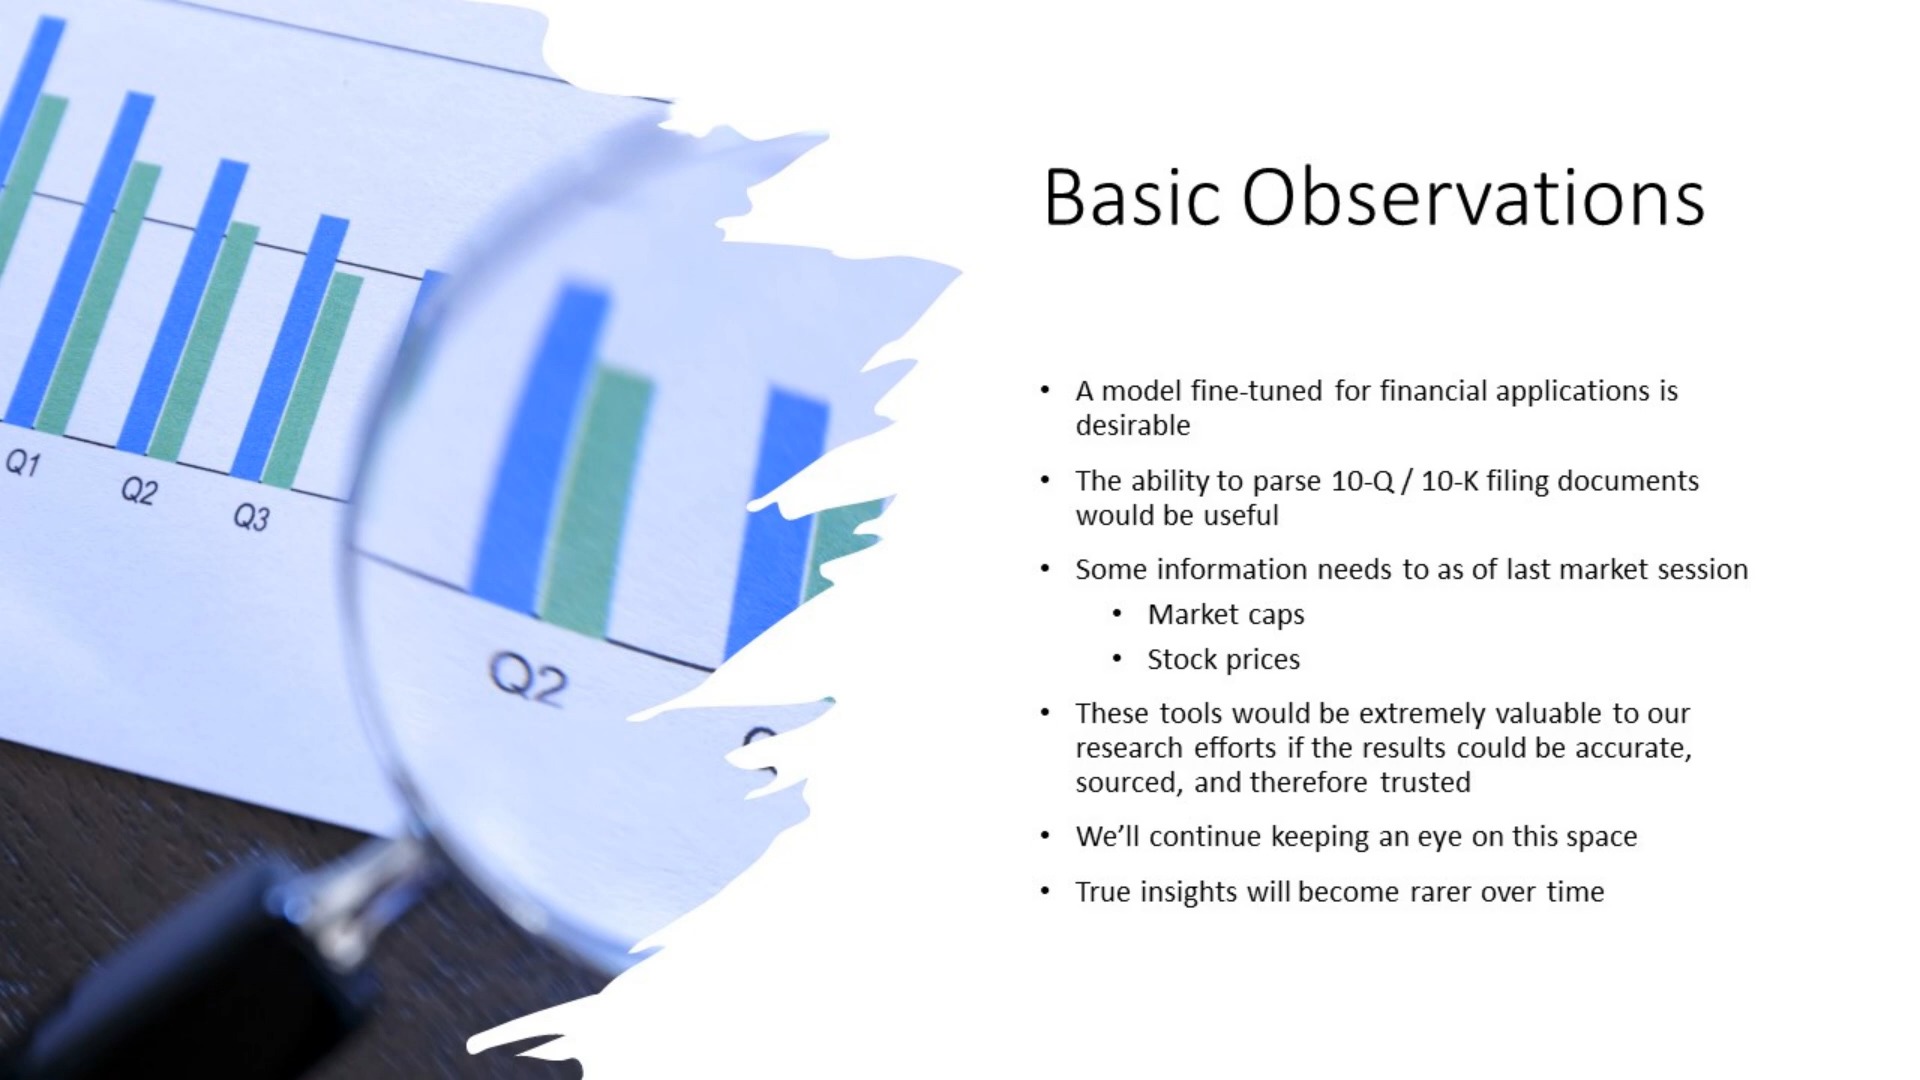 Basic Observations
• A model fine-tuned for financial applications is
desirable
• The ability to parse 10-Q / 10-K filing documents
would be useful
• Some information needs to as of last market session
• Market caps
• Stock prices
• These tools would be extremely valuable to our
research efforts if the results could be accurate,
sourced, and therefore trusted
• We’ll continue keeping an eye on this space
• True insights will become rarer over time
Q1
Q2
Q3
Q2